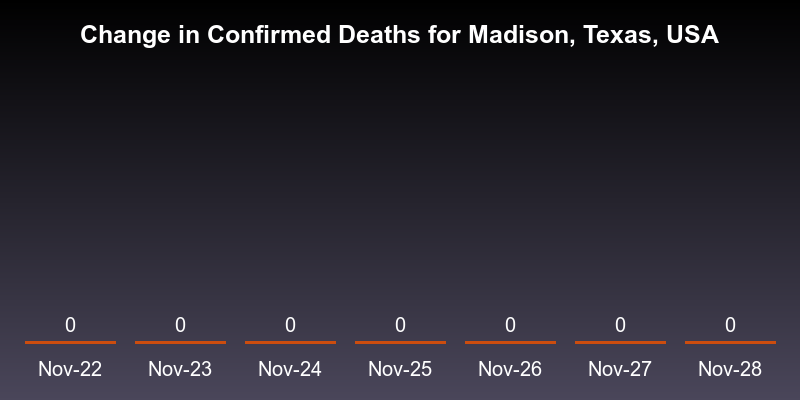 Change in Confirmed Deaths for Madison, Texas, USA
0 0 0 0 0 0 0
Nov-22 Nov-23 Nov-24 Nov-25 Nov-26 Nov-27 Nov-28